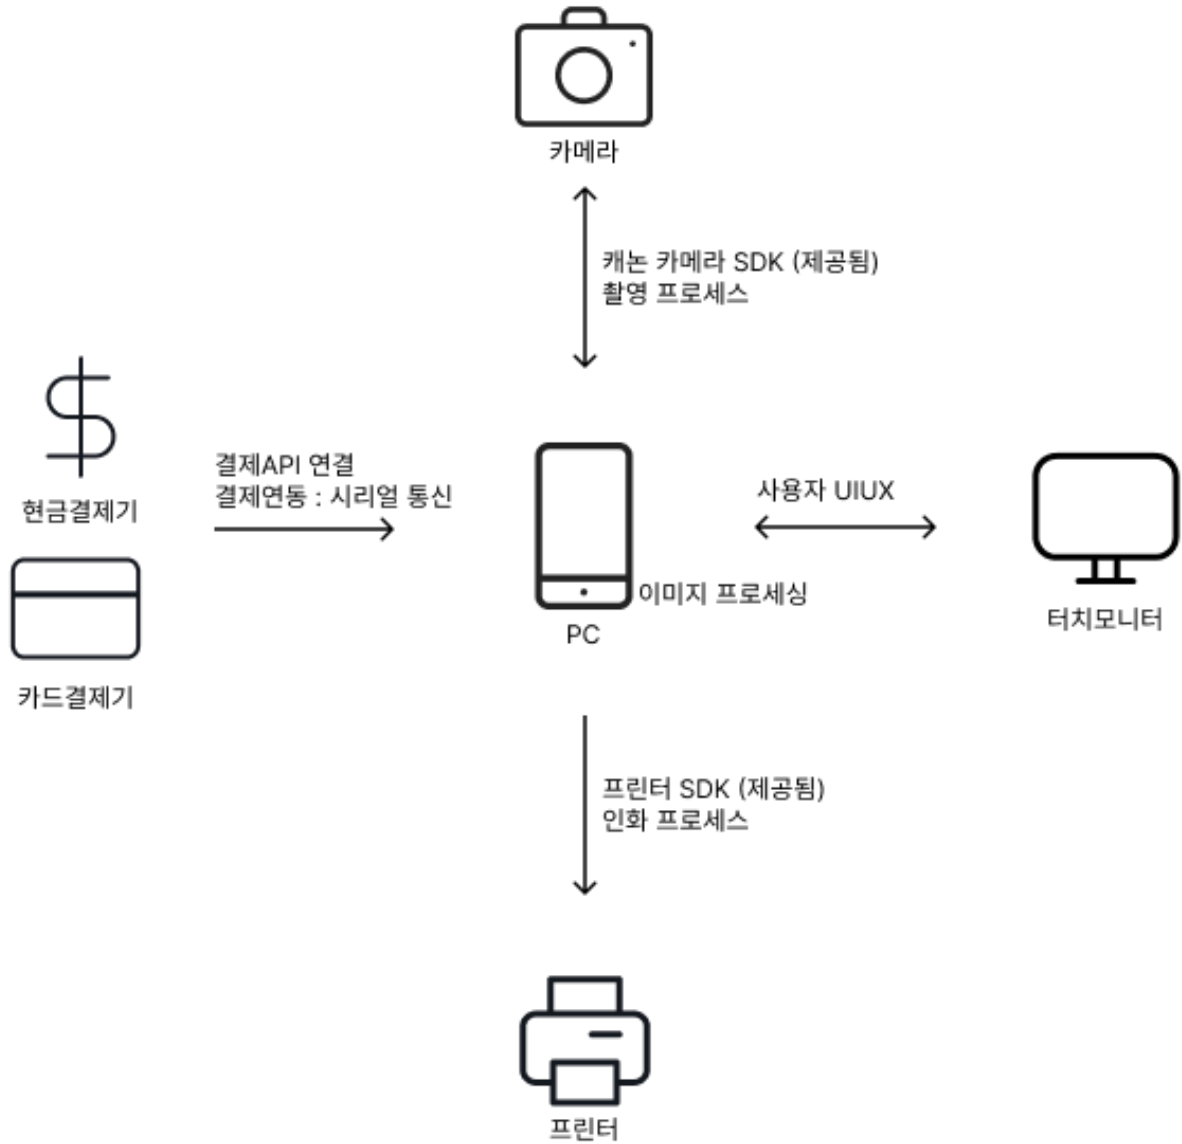 카메라
캐논 카메라 SDK (제공됨)
촬영 프로세스
현금결제기
카드결제기
결제API 연결
결제연동 : 시리얼 통신
이미지 프로세싱
PC
사용자 UIUX
터치모니터
프린터 SDK (제공됨)
인화 프로세스
프린터